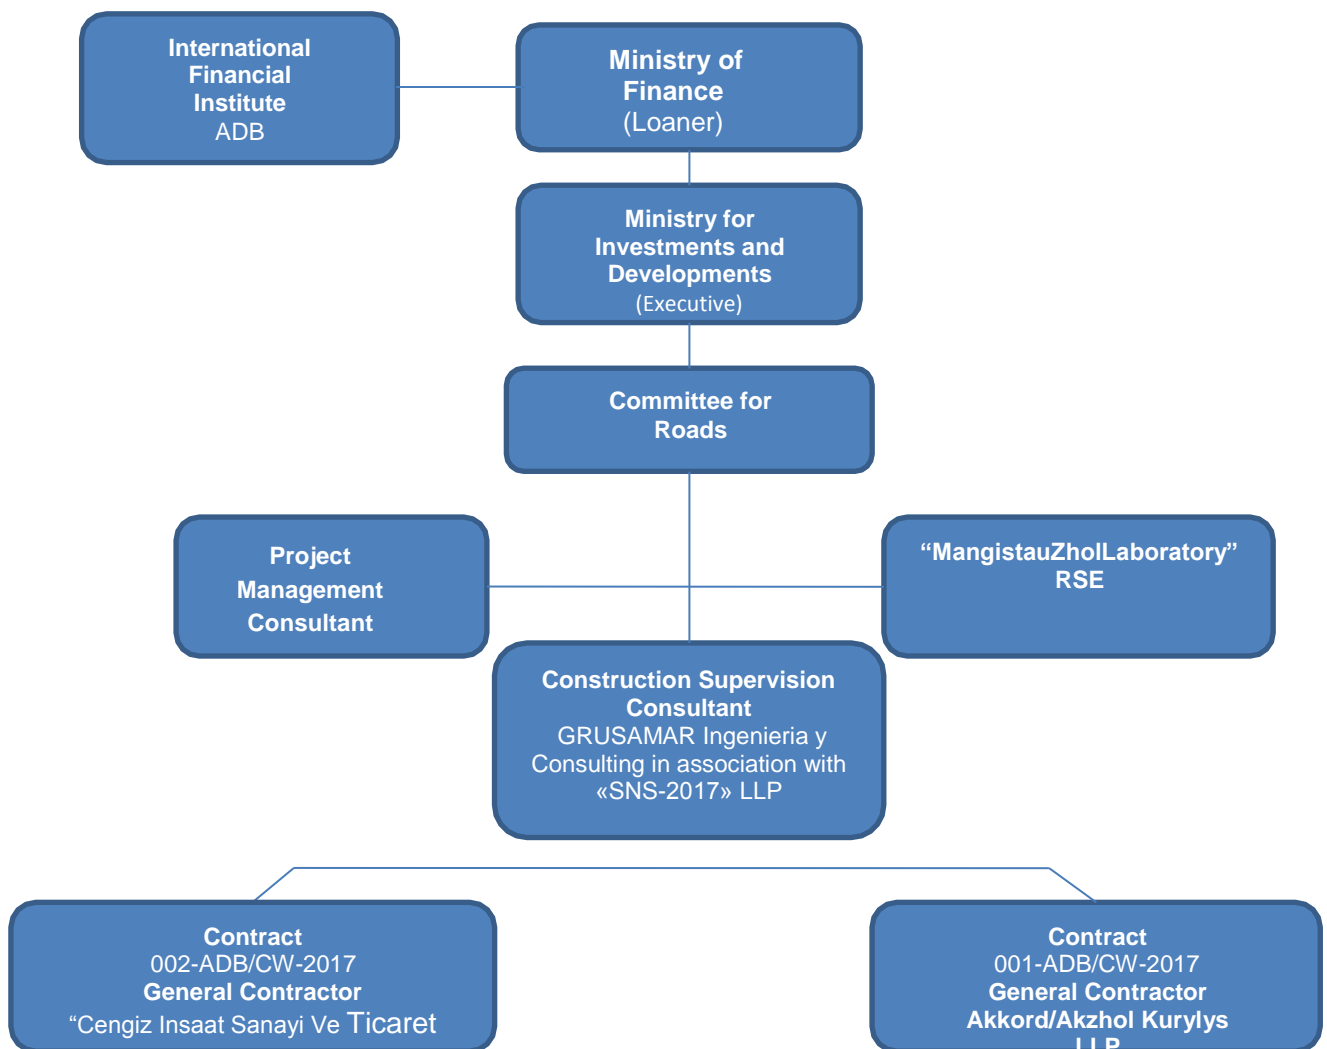 International
Financial
Institute
ADB
Ministry of
Finance
(Loaner)
Ministry for
Investments and
Developments
(Executive)
Committee for
Roads
Project
Management
Consultant
“MangistauZholLaboratory”
RSE
Construction Supervision
Consultant
GRUSAMAR Ingenieria y
Consulting in association with
«SNS-2017» LLP
Contract
002-ADB/CW-2017
General Contractor
“Cengiz Insaat Sanayi Ve Ticaret
Contract
001-ADB/CW-2017
General Contractor
Akkord/Akzhol Kurylys
LLP